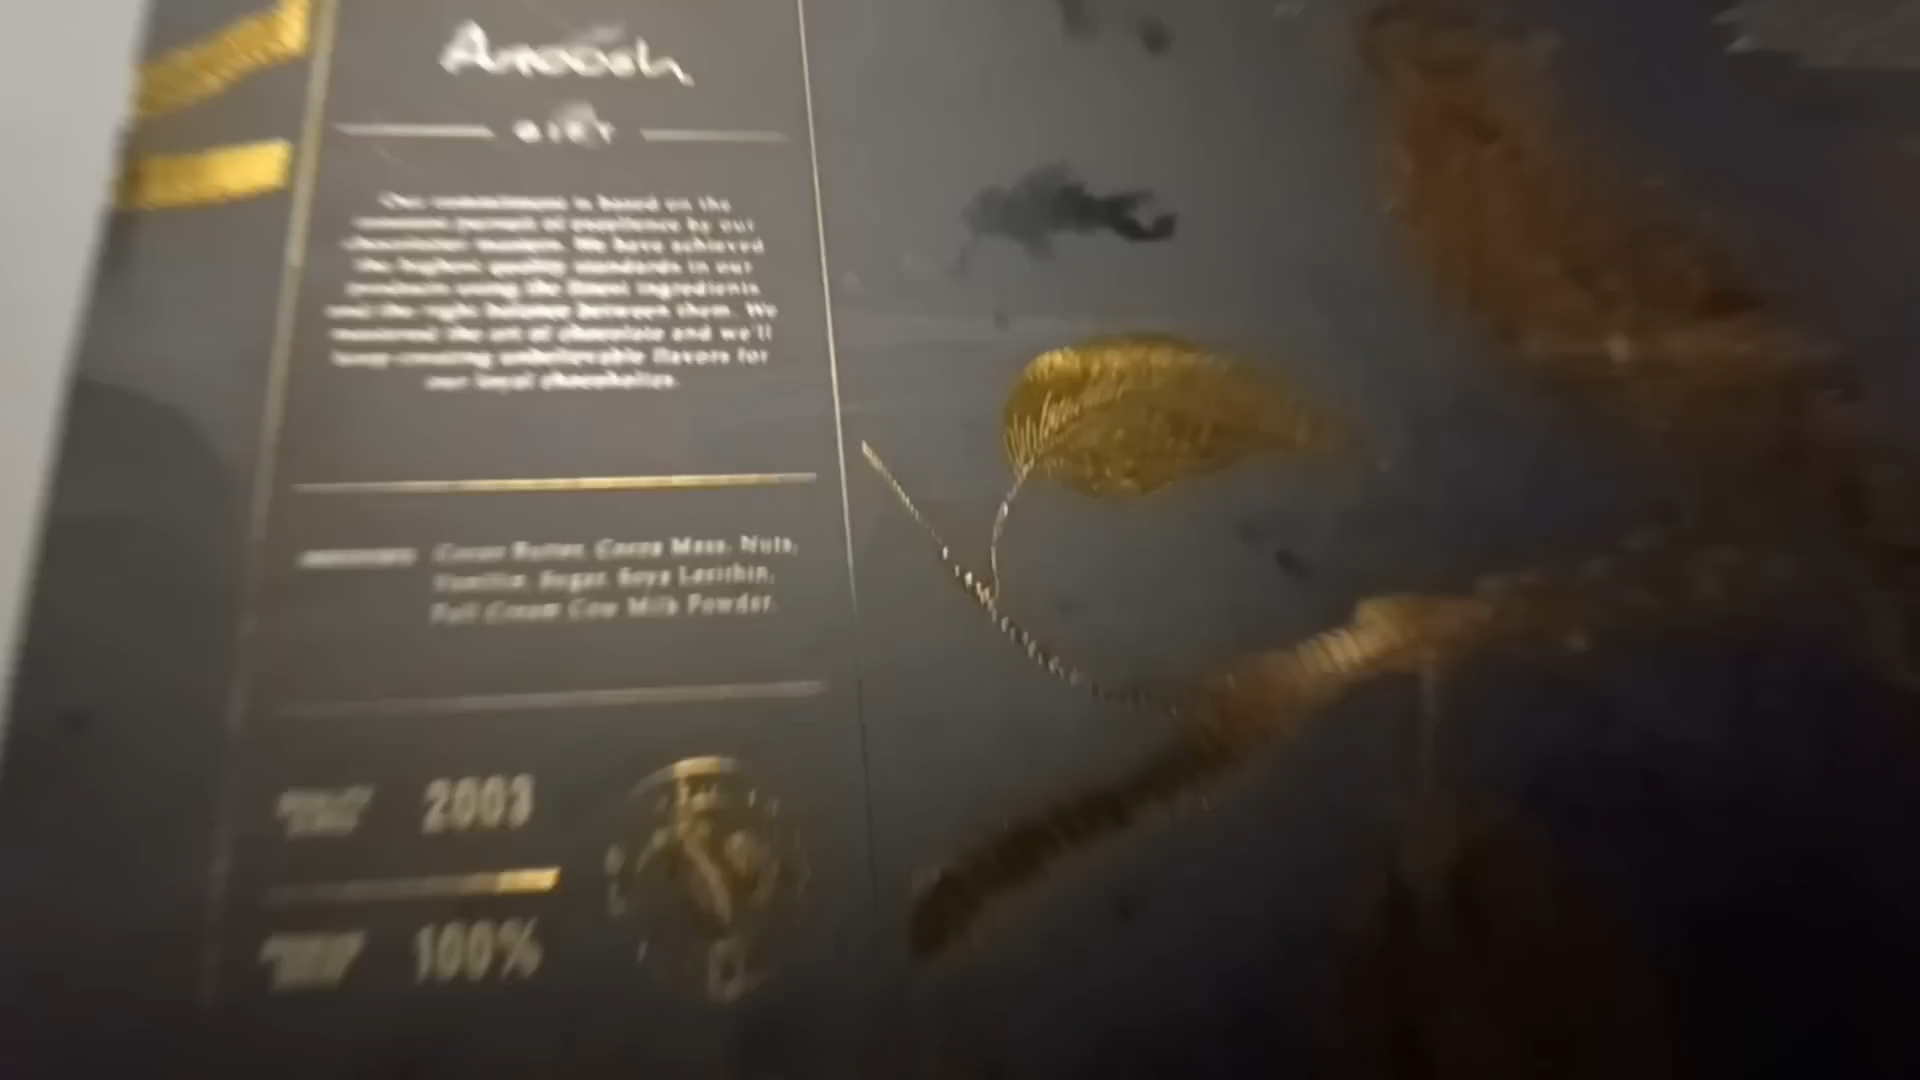 Anoosh
GIFT
Our commitment is based on the
constant pursuit of excellence by our
chocolatier masters. We have achieved
the highest quality standards in our
products using the finest ingredients
and the right balance between them. We
mastered the art of chocolate and we'll
keep creating unbelievable flavors for
our loyal chocoholics.
Cocoa Butter, Cocoa Mass, Nuts,
Vanillin, Sugar, Soya Lecithin,
Full Cream Cow Milk Powder.
2003
100%